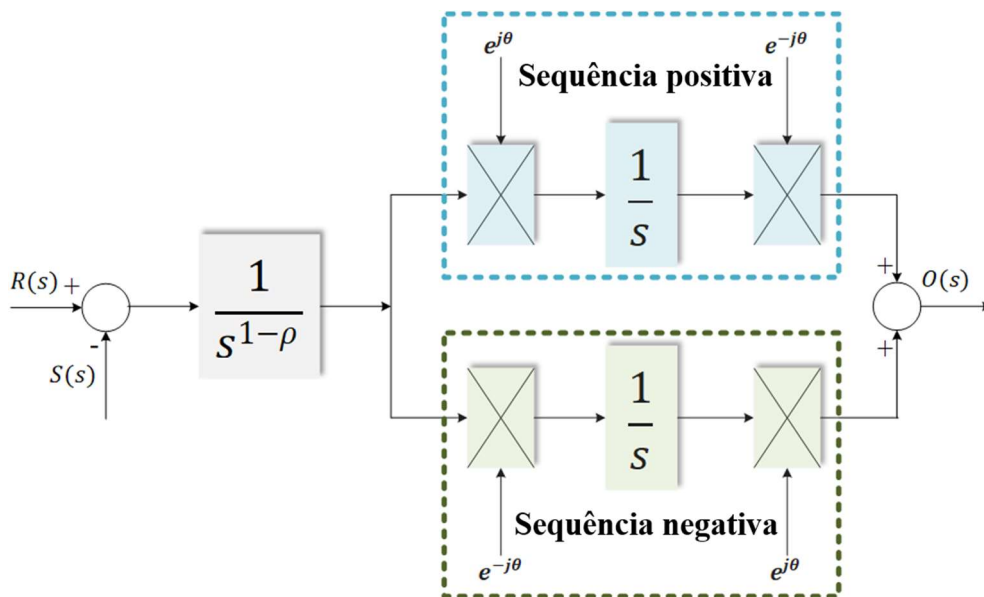 e^{jθ} e^{-jθ}
Sequência positiva
1
s
R(s) + 1 + O(s)
s^{1-ρ}
-
S(s) +
1
s
Sequência negativa
e^{-jθ} e^{jθ}